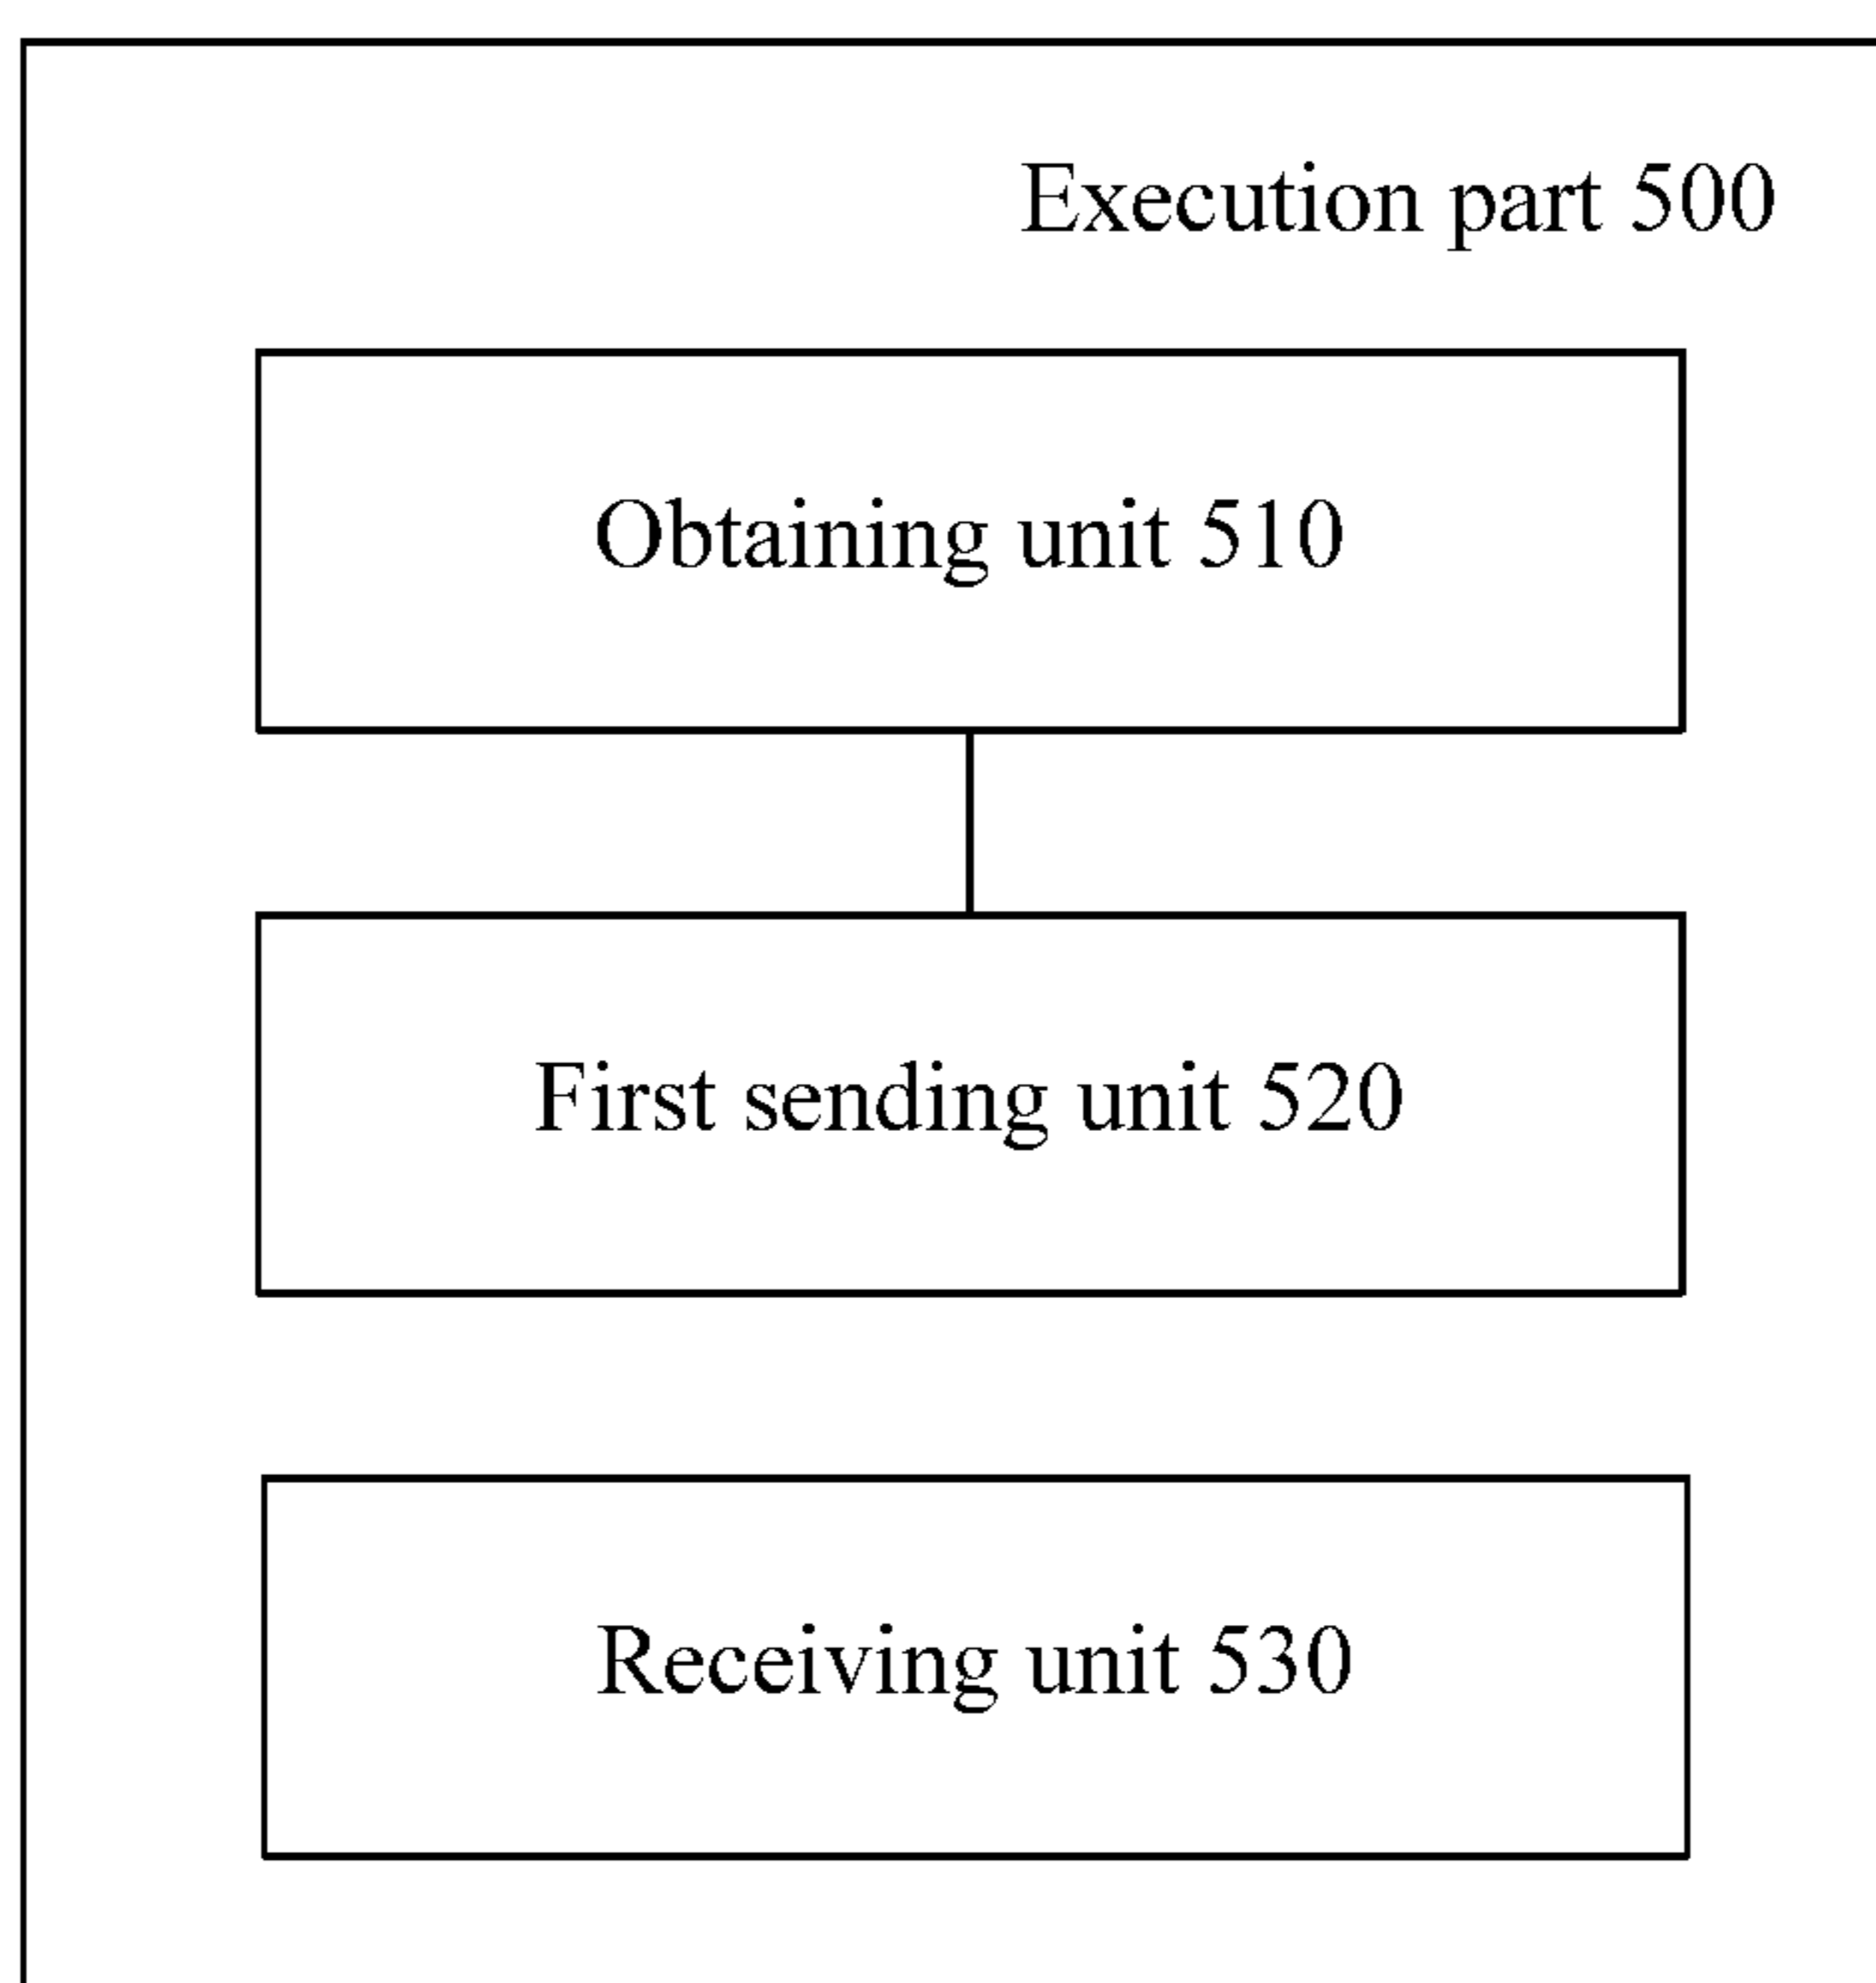 Execution part 500
Obtaining unit 510
First sending unit 520
Receiving unit 530